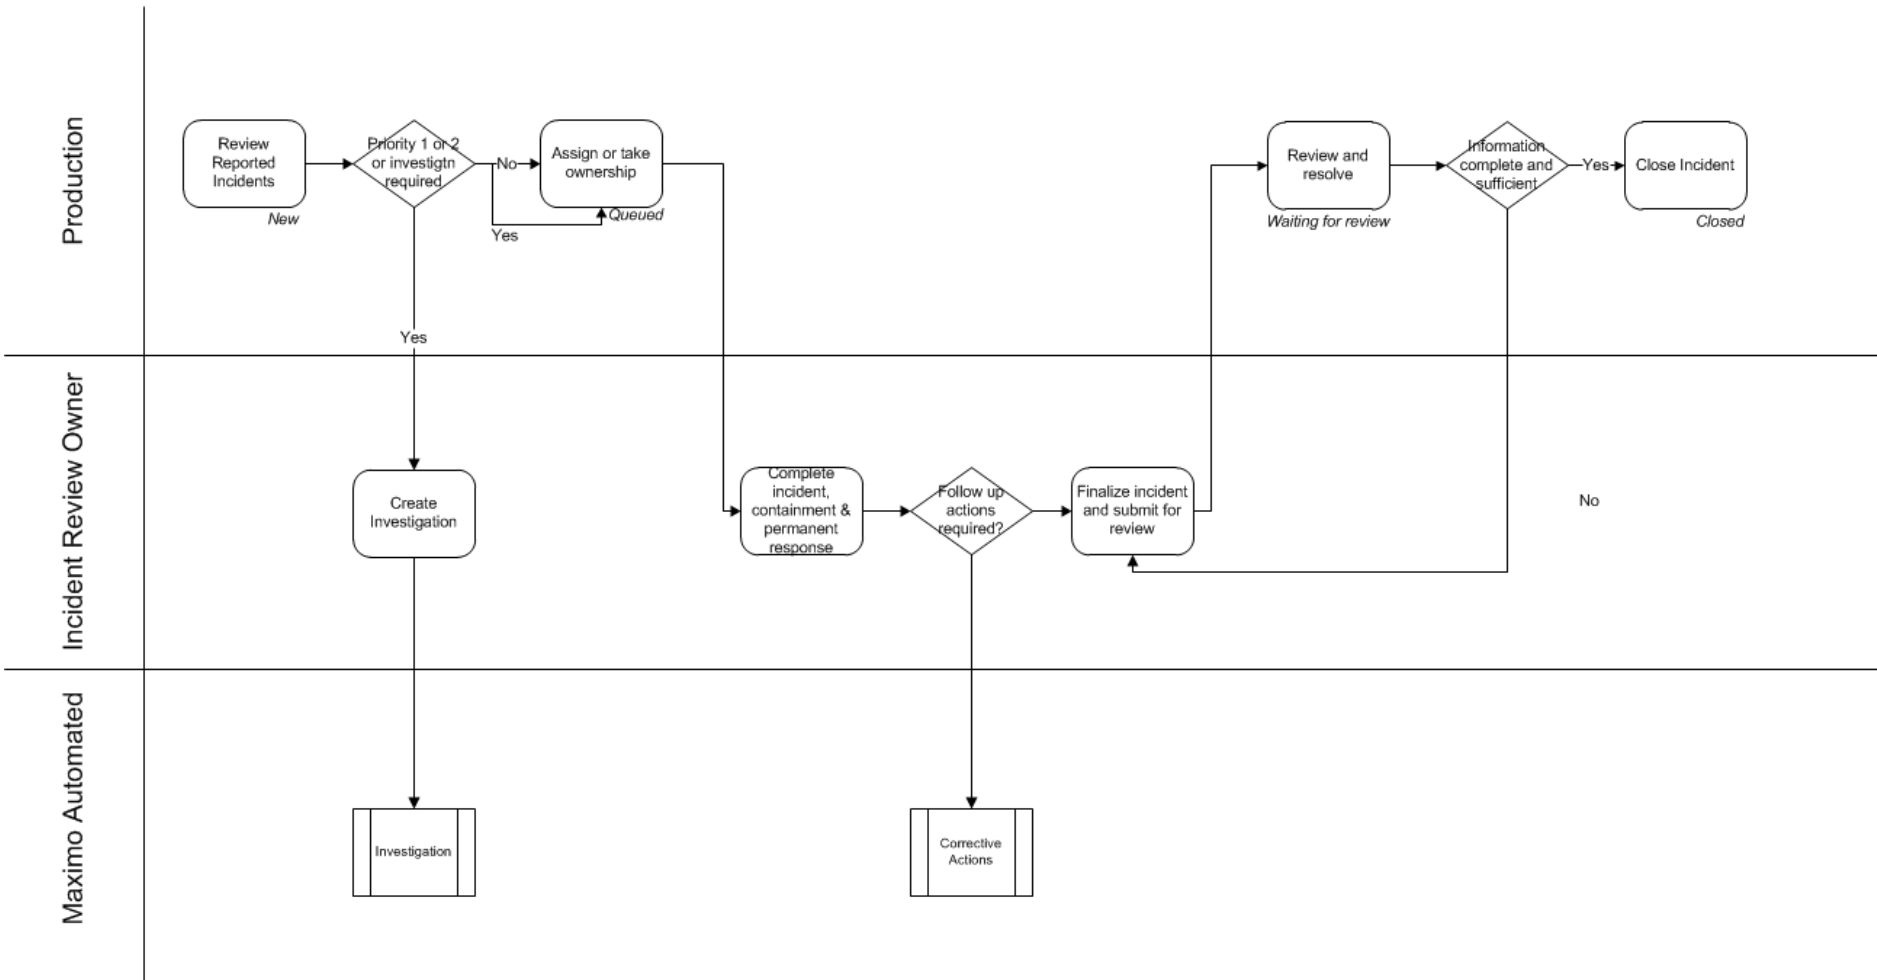 Production
Review
Reported
Incidents
New
Priority 1 or 2
or investigtn
required
No
Yes
Assign or take
ownership
Queued
Yes
Review and
resolve
Waiting for review
Information
complete and
sufficient
Yes
Close Incident
Closed
Incident Review Owner
Create
Investigation
Complete
incident,
containment &
permanent
response
Follow up
actions
required?
Finalize incident
and submit for
review
No
Maximo Automated
Investigation
Corrective
Actions